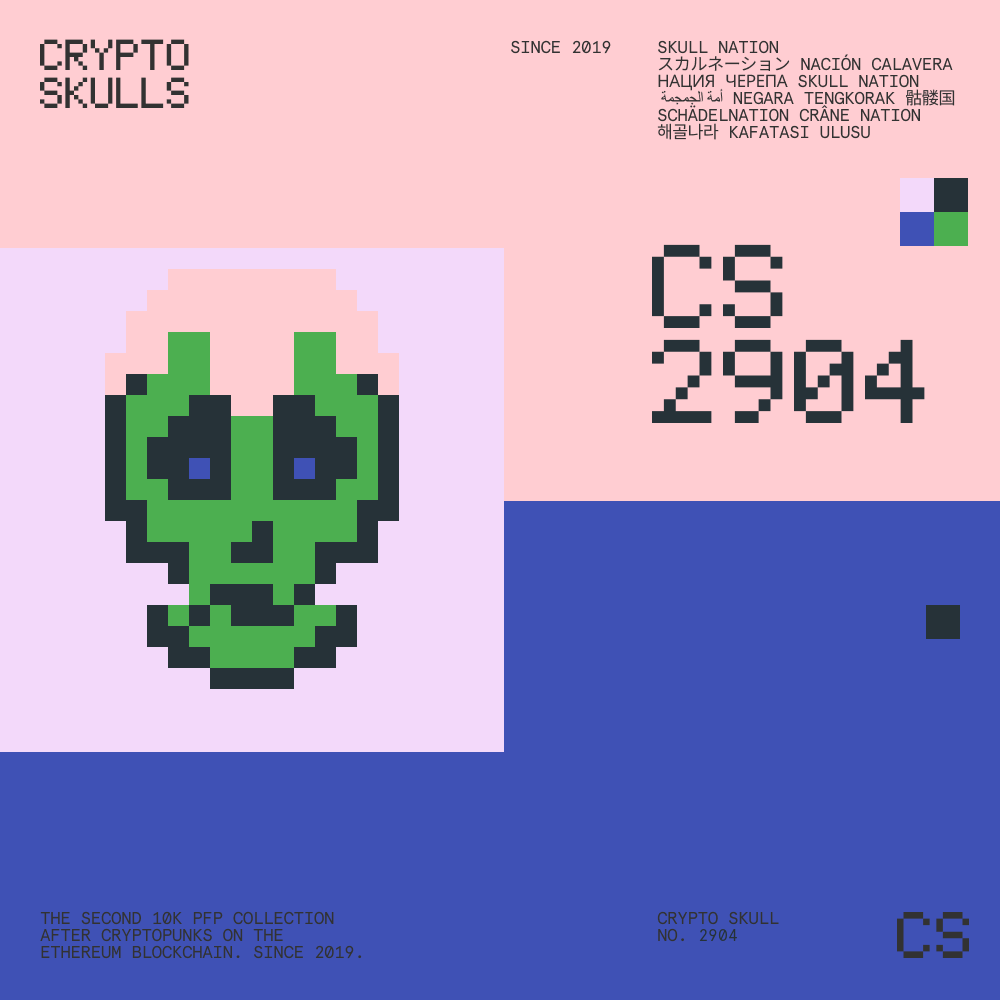 CRYPTO
SKULLS
SINCE 2019
SKULL NATION
スカルネーション NACIÓN CALAVERA
НАЦИЯ ЧЕРЕПА SKULL NATION
أمة الجمجمة NEGARA TENGKORAK 骷髅国
SCHÄDELNATION CRÂNE NATION
해골나라 KAFATASI ULUSU
CS
2904
THE SECOND 10K PFP COLLECTION
AFTER CRYPTOPUNKS ON THE
ETHEREUM BLOCKCHAIN. SINCE 2019.
CRYPTO SKULL
NO. 2904
CS